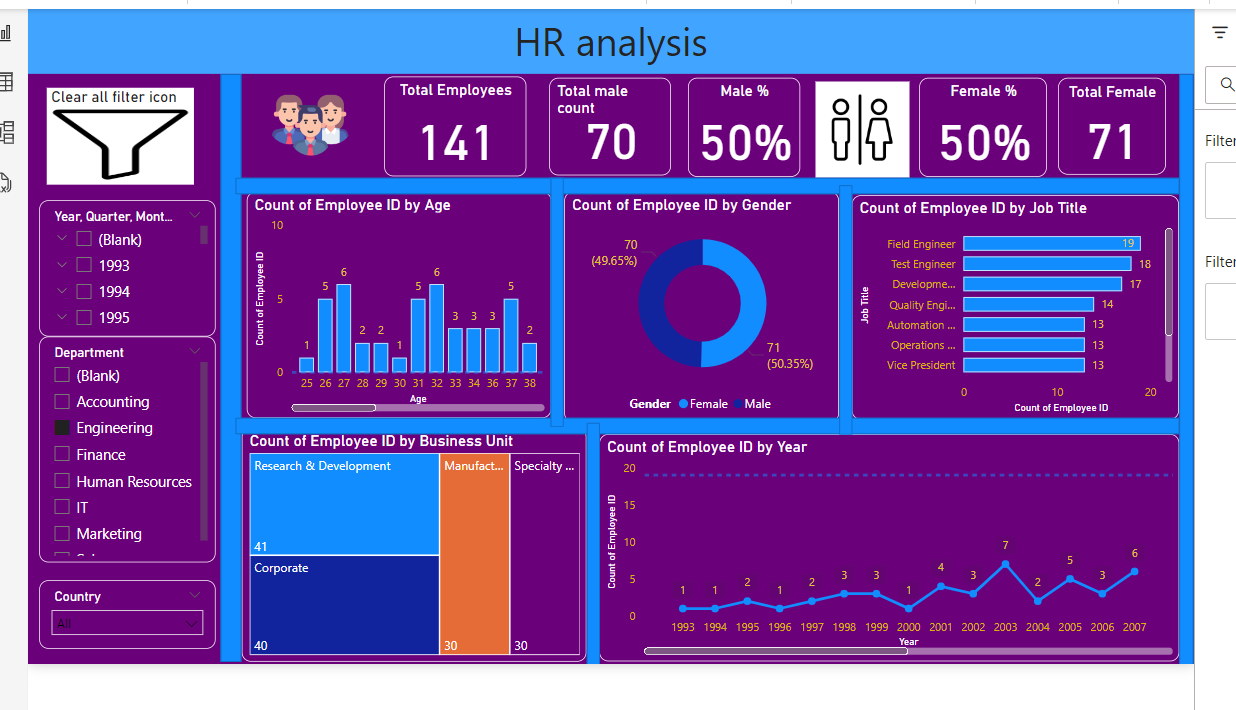 HR analysis
Clear all filter icon
Total Employees
141
Total male
count
70
Male %
50%
Female %
50%
Total Female
71
Year, Quarter, Mont...
(Blank)
1993
1994
1995
Department
(Blank)
Accounting
Engineering
Finance
Human Resources
IT
Marketing
Country
All
Count of Employee ID by Age
10
5
0
Count of Employee ID
1 5 6 2 2 1 5 6 3 3 3 5 2
25 26 27 28 29 30 31 32 33 34 36 37 38
Age
Count of Employee ID by Gender
70
(49.65%)
71
(50.35%)
Gender Female Male
Count of Employee ID by Job Title
Job Title
Field Engineer 19
Test Engineer 18
Developme... 17
Quality Engi... 14
Automation ... 13
Operations ... 13
Vice President 13
0 10 20
Count of Employee ID
Count of Employee ID by Business Unit
Research & Development
41
Corporate
40
Manufact...
30
Specialty ...
30
Count of Employee ID by Year
20
15
10
5
0
Count of Employee ID
1 1 2 1 2 3 3 1 4 3 7 2 5 3 6
1993 1994 1995 1996 1997 1998 1999 2000 2001 2002 2003 2004 2005 2006 2007
Year
Filter
Filter